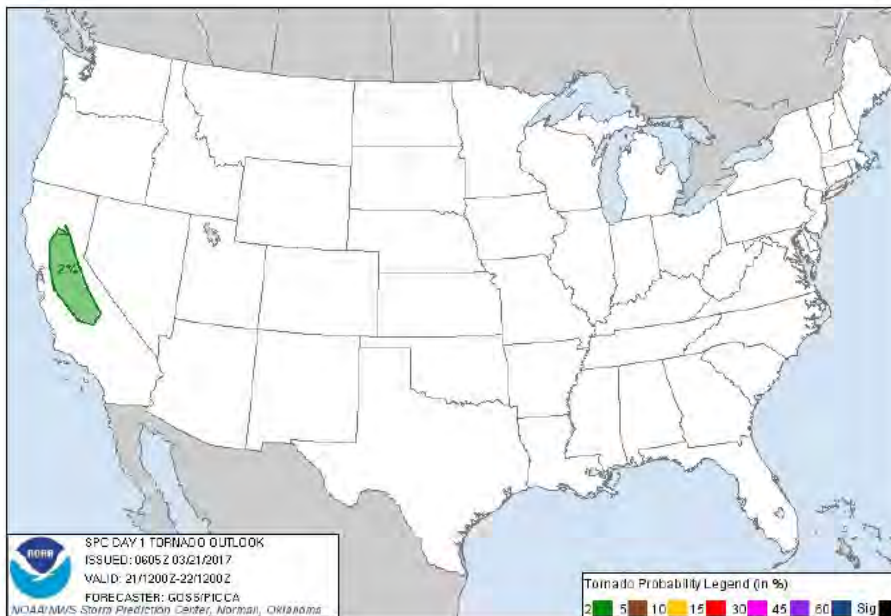 2%
NOAA
SPC DAY 1 TORNADO OUTLOOK
ISSUED: 0605Z 03/21/2017
VALID: 21/1200Z-22/1200Z
FORECASTER: GOSS/PICCA
NOAA/NWS Storm Prediction Center, Norman, Oklahoma
Tornado Probability Legend (in %)
2 5 10 15 30 45 60 Sig